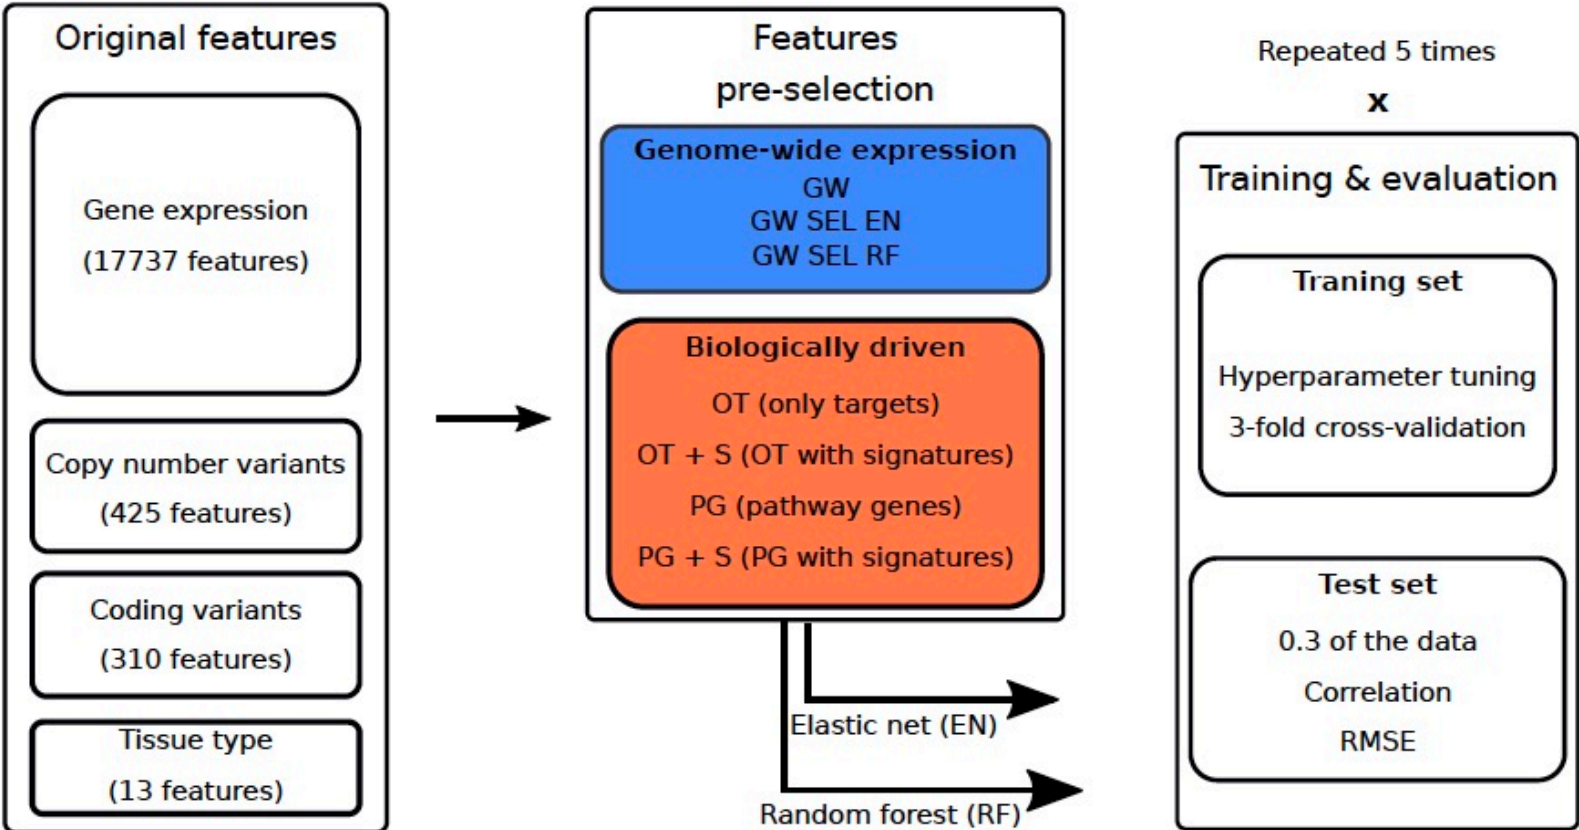 Original features
Gene expression
(17737 features)
Copy number variants
(425 features)
Coding variants
(310 features)
Tissue type
(13 features)
Features
pre-selection
Genome-wide expression
GW
GW SEL EN
GW SEL RF
Biologically driven
OT (only targets)
OT + S (OT with signatures)
PG (pathway genes)
PG + S (PG with signatures)
Elastic net (EN)
Random forest (RF)
Repeated 5 times
x
Training & evaluation
Traning set
Hyperparameter tuning
3-fold cross-validation
Test set
0.3 of the data
Correlation
RMSE